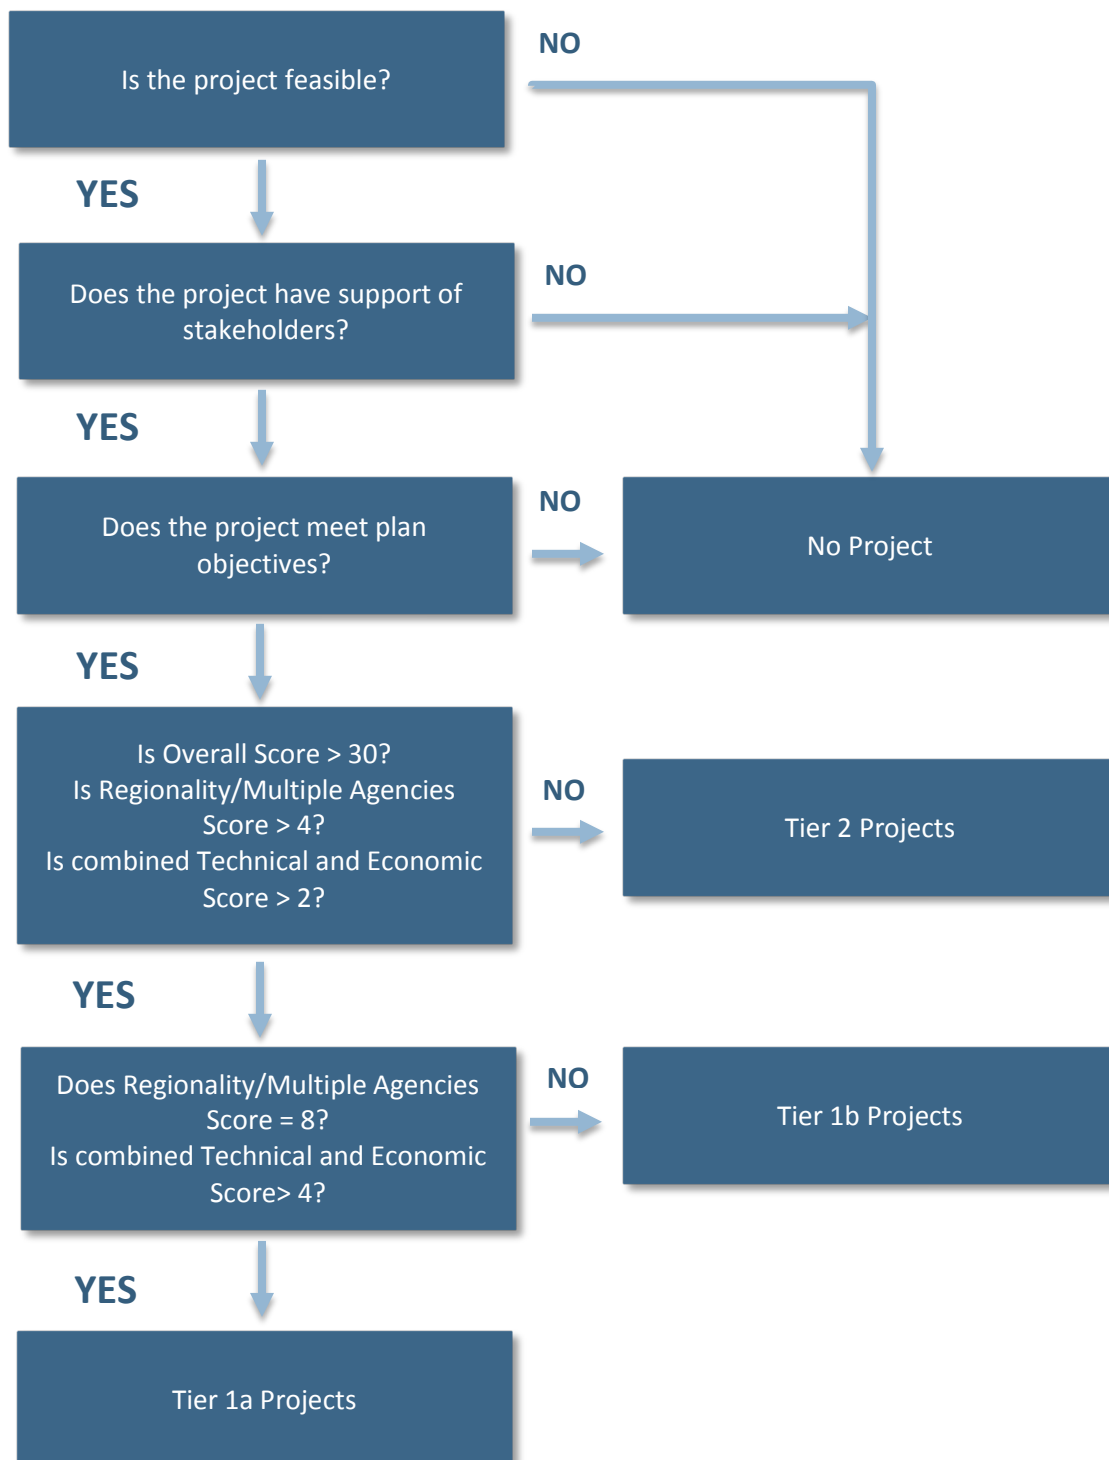 Is the project feasible?
NO
YES
Does the project have support of
stakeholders?
NO
YES
Does the project meet plan
objectives?
NO
No Project
YES
Is Overall Score > 30?
Is Regionality/Multiple Agencies
Score > 4?
Is combined Technical and Economic
Score > 2?
NO
Tier 2 Projects
YES
Does Regionality/Multiple Agencies
Score = 8?
Is combined Technical and Economic
Score> 4?
NO
Tier 1b Projects
YES
Tier 1a Projects